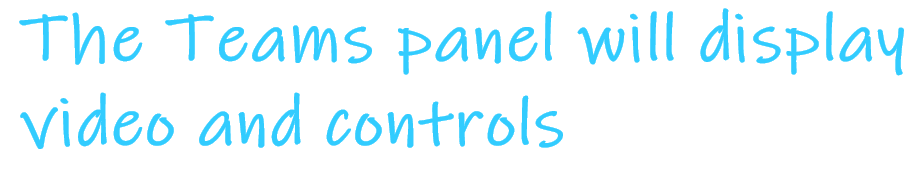 The Teams panel will display
video and controls